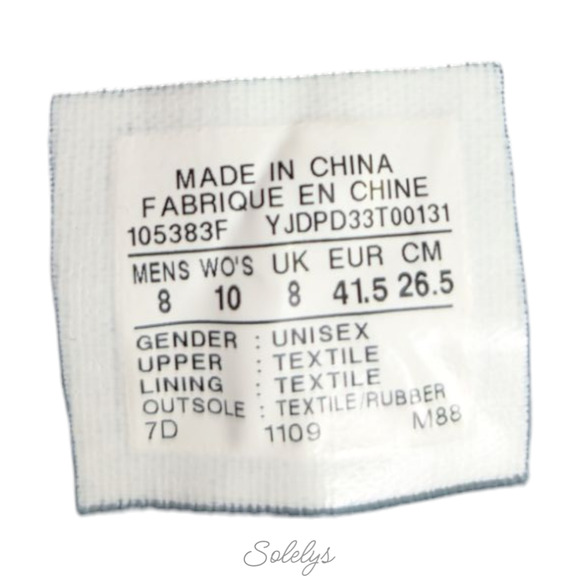 MADE IN CHINA
FABRIQUE EN CHINE
105383F YJDPD33T00131
MENS WO'S UK EUR CM
8 10 8 41.5 26.5
GENDER : UNISEX
UPPER : TEXTILE
LINING : TEXTILE
OUTSOLE : TEXTILE/RUBBER
7D 1109 M88
Solelys